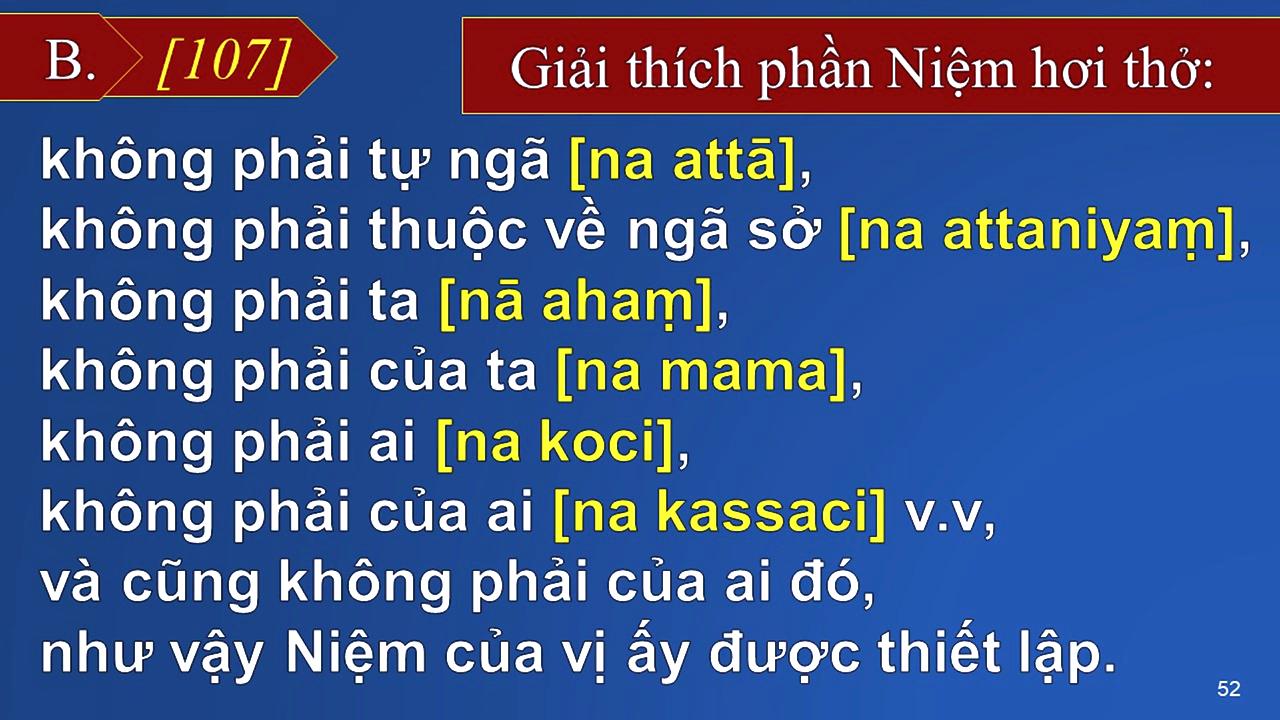 B. [107] Giải thích phần Niệm hơi thở:
không phải tự ngã [na attā],
không phải thuộc về ngã sở [na attaniyaṃ],
không phải ta [nā ahaṃ],
không phải của ta [na mama],
không phải ai [na koci],
không phải của ai [na kassaci] v.v,
và cũng không phải của ai đó,
như vậy Niệm của vị ấy được thiết lập.
52